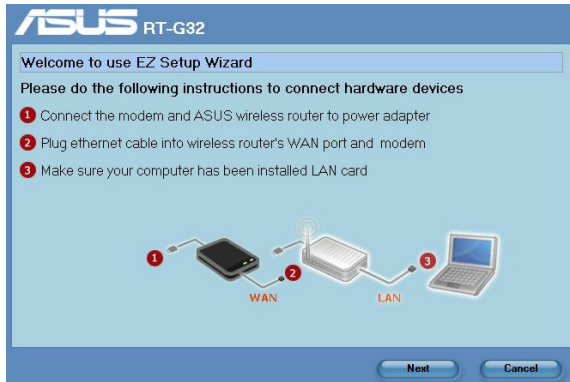 ASUS RT-G32
Welcome to use EZ Setup Wizard
Please do the following instructions to connect hardware devices
1 Connect the modem and ASUS wireless router to power adapter
2 Plug ethernet cable into wireless router's WAN port and modem
3 Make sure your computer has been installed LAN card
1
2
3
WAN
LAN
Next
Cancel